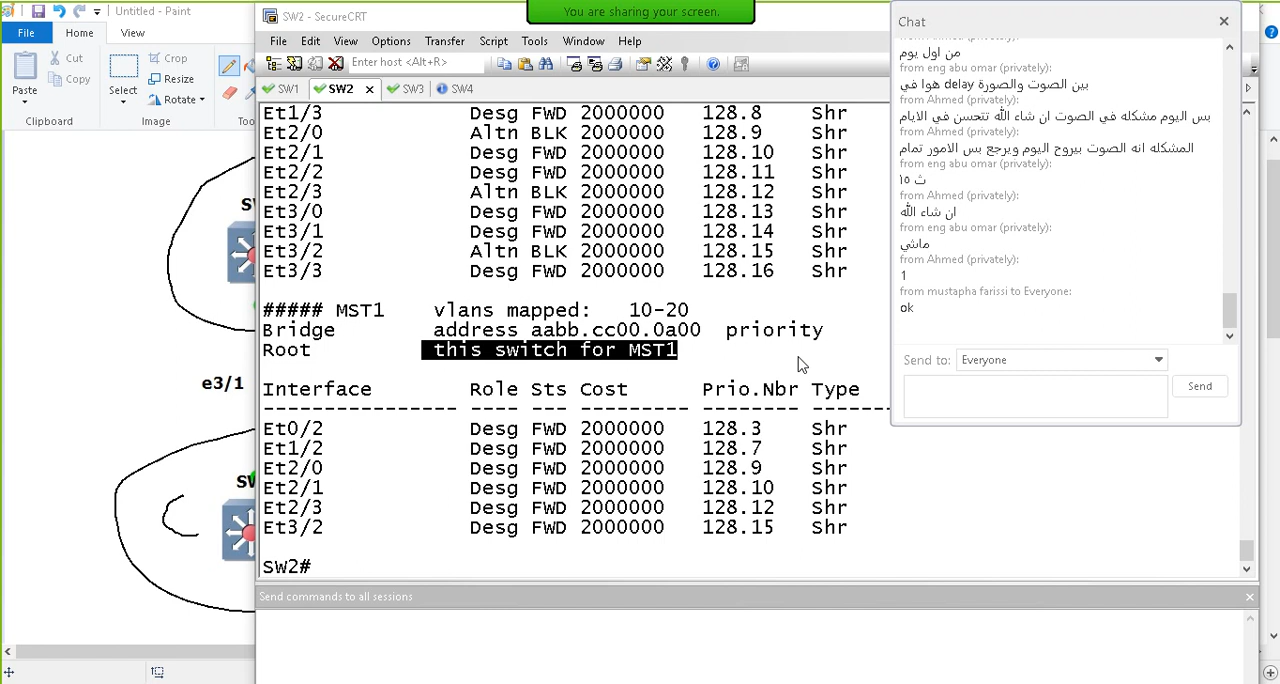 Untitled - Paint
File
Home
View
Paste
Cut
Copy
Select
Crop
Resize
Rotate
Clipboard
Image
e3/1
SW2 - SecureCRT
You are sharing your screen.
File Edit View Options Transfer Script Tools Window Help
Enter host <Alt+R>
SW1 SW2 SW3 SW4
Et1/3 Desg FWD 2000000 128.8 Shr
Et2/0 Altn BLK 2000000 128.9 Shr
Et2/1 Desg FWD 2000000 128.10 Shr
Et2/2 Desg FWD 2000000 128.11 Shr
Et2/3 Altn BLK 2000000 128.12 Shr
Et3/0 Desg FWD 2000000 128.13 Shr
Et3/1 Desg FWD 2000000 128.14 Shr
Et3/2 Altn BLK 2000000 128.15 Shr
Et3/3 Desg FWD 2000000 128.16 Shr
##### MST1 vlans mapped: 10-20
Bridge address aabb.cc00.0a00 priority
Root this switch for MST1
Interface Role Sts Cost Prio.Nbr Type
---------------- ---- --- --------- -------- ------
Et0/2 Desg FWD 2000000 128.3 Shr
Et1/2 Desg FWD 2000000 128.7 Shr
Et2/0 Desg FWD 2000000 128.9 Shr
Et2/1 Desg FWD 2000000 128.10 Shr
Et2/3 Desg FWD 2000000 128.12 Shr
Et3/2 Desg FWD 2000000 128.15 Shr
SW2#
Send commands to all sessions
Chat
من اول يوم
from eng abu omar (privately):
هوا في delay بين الصوت والصورة
from Ahmed (privately):
بس اليوم مشكله في الصوت ان شاء الله تتحسن في الايام
from Ahmed (privately):
المشكله انه الصوت بيروح اليوم ويرجع بس الامور تمام
from eng abu omar (privately):
١٥ ث
from Ahmed (privately):
ان شاء الله
from eng abu omar (privately):
ماشي
from Ahmed (privately):
1
from mustapha farissi to Everyone:
ok
Send to: Everyone
Send